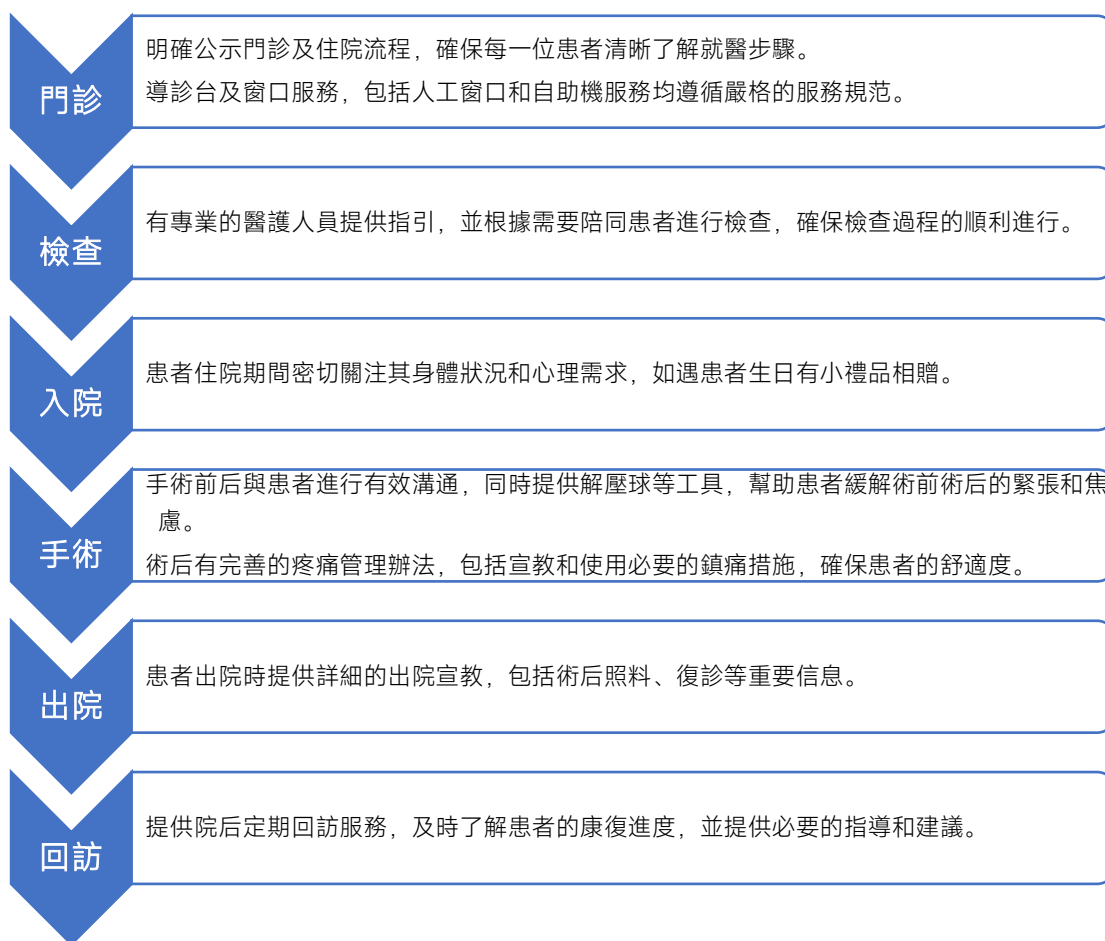 門診
明確公示門診及住院流程，確保每一位患者清晰了解就醫步驟。
導診台及窗口服務，包括人工窗口和自助機服務均遵循嚴格的服務規范。
檢查
有專業的醫護人員提供指引，並根據需要陪同患者進行檢查，確保檢查過程的順利進行。
入院
患者住院期間密切關注其身體狀況和心理需求，如遇患者生日有小禮品相贈。
手術
手術前后與患者進行有效溝通，同時提供解壓球等工具，幫助患者緩解術前術后的緊張和焦
慮。
術后有完善的疼痛管理辦法，包括宣教和使用必要的鎮痛措施，確保患者的舒適度。
出院
患者出院時提供詳細的出院宣教，包括術后照料、復診等重要信息。
回訪
提供院后定期回訪服務，及時了解患者的康復進度，並提供必要的指導和建議。